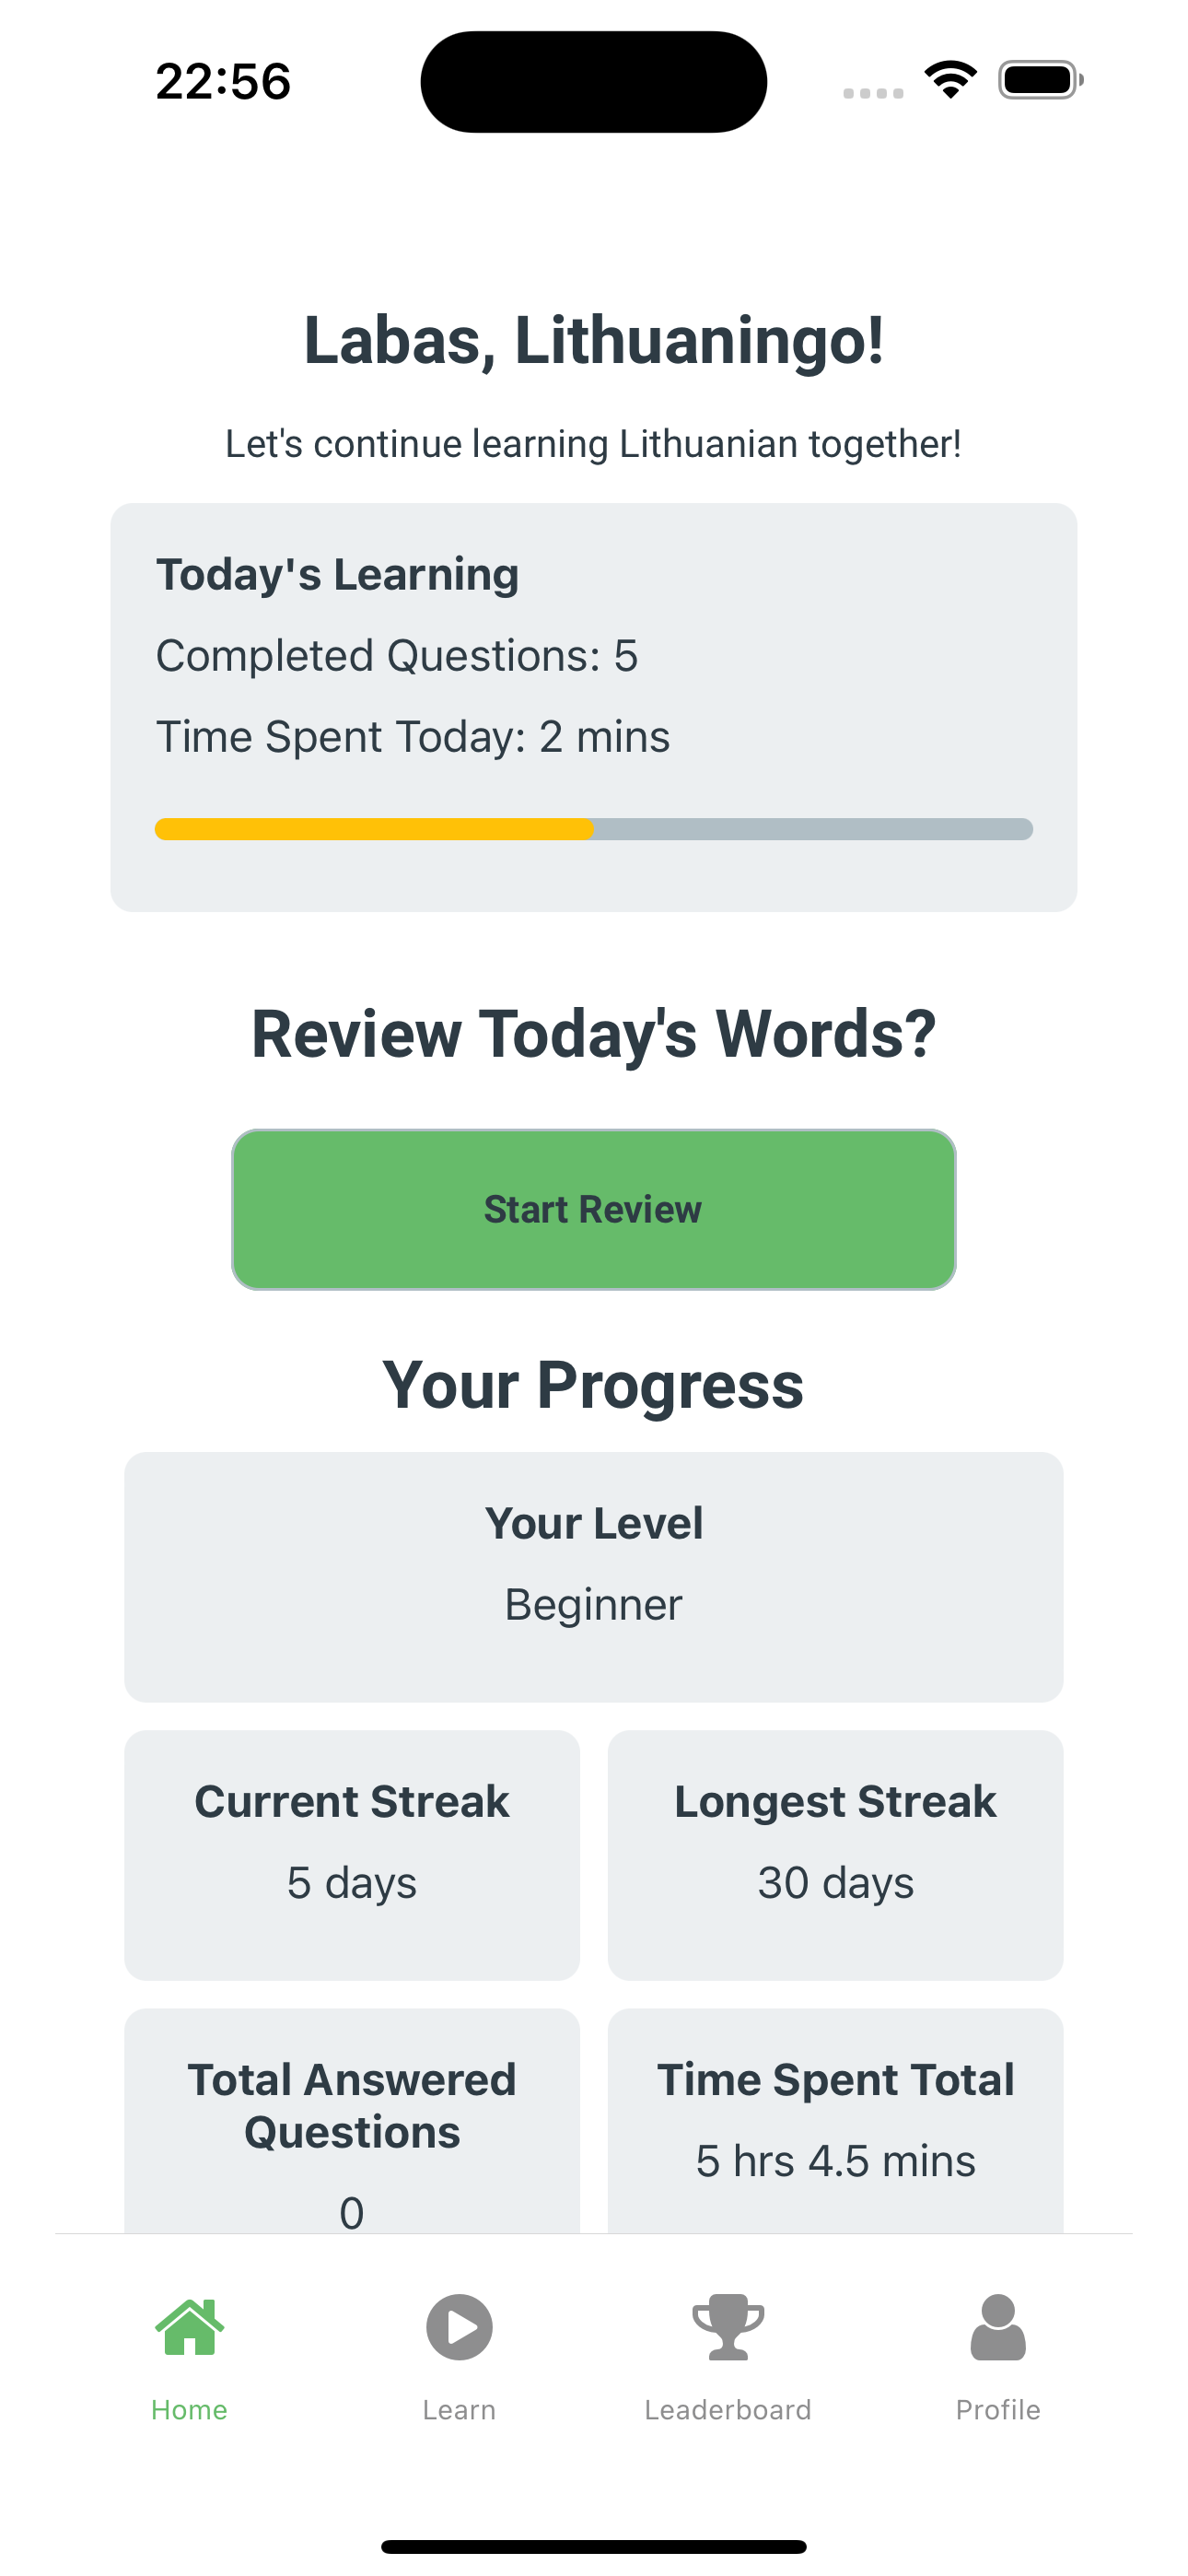 22:56
Labas, Lithuaningo!
Let's continue learning Lithuanian together!
Today's Learning
Completed Questions: 5
Time Spent Today: 2 mins
Review Today's Words?
Start Review
Your Progress
Your Level
Beginner
Current Streak
5 days
Longest Streak
30 days
Total Answered
Questions
0
Time Spent Total
5 hrs 4.5 mins
Home
Learn
Leaderboard
Profile